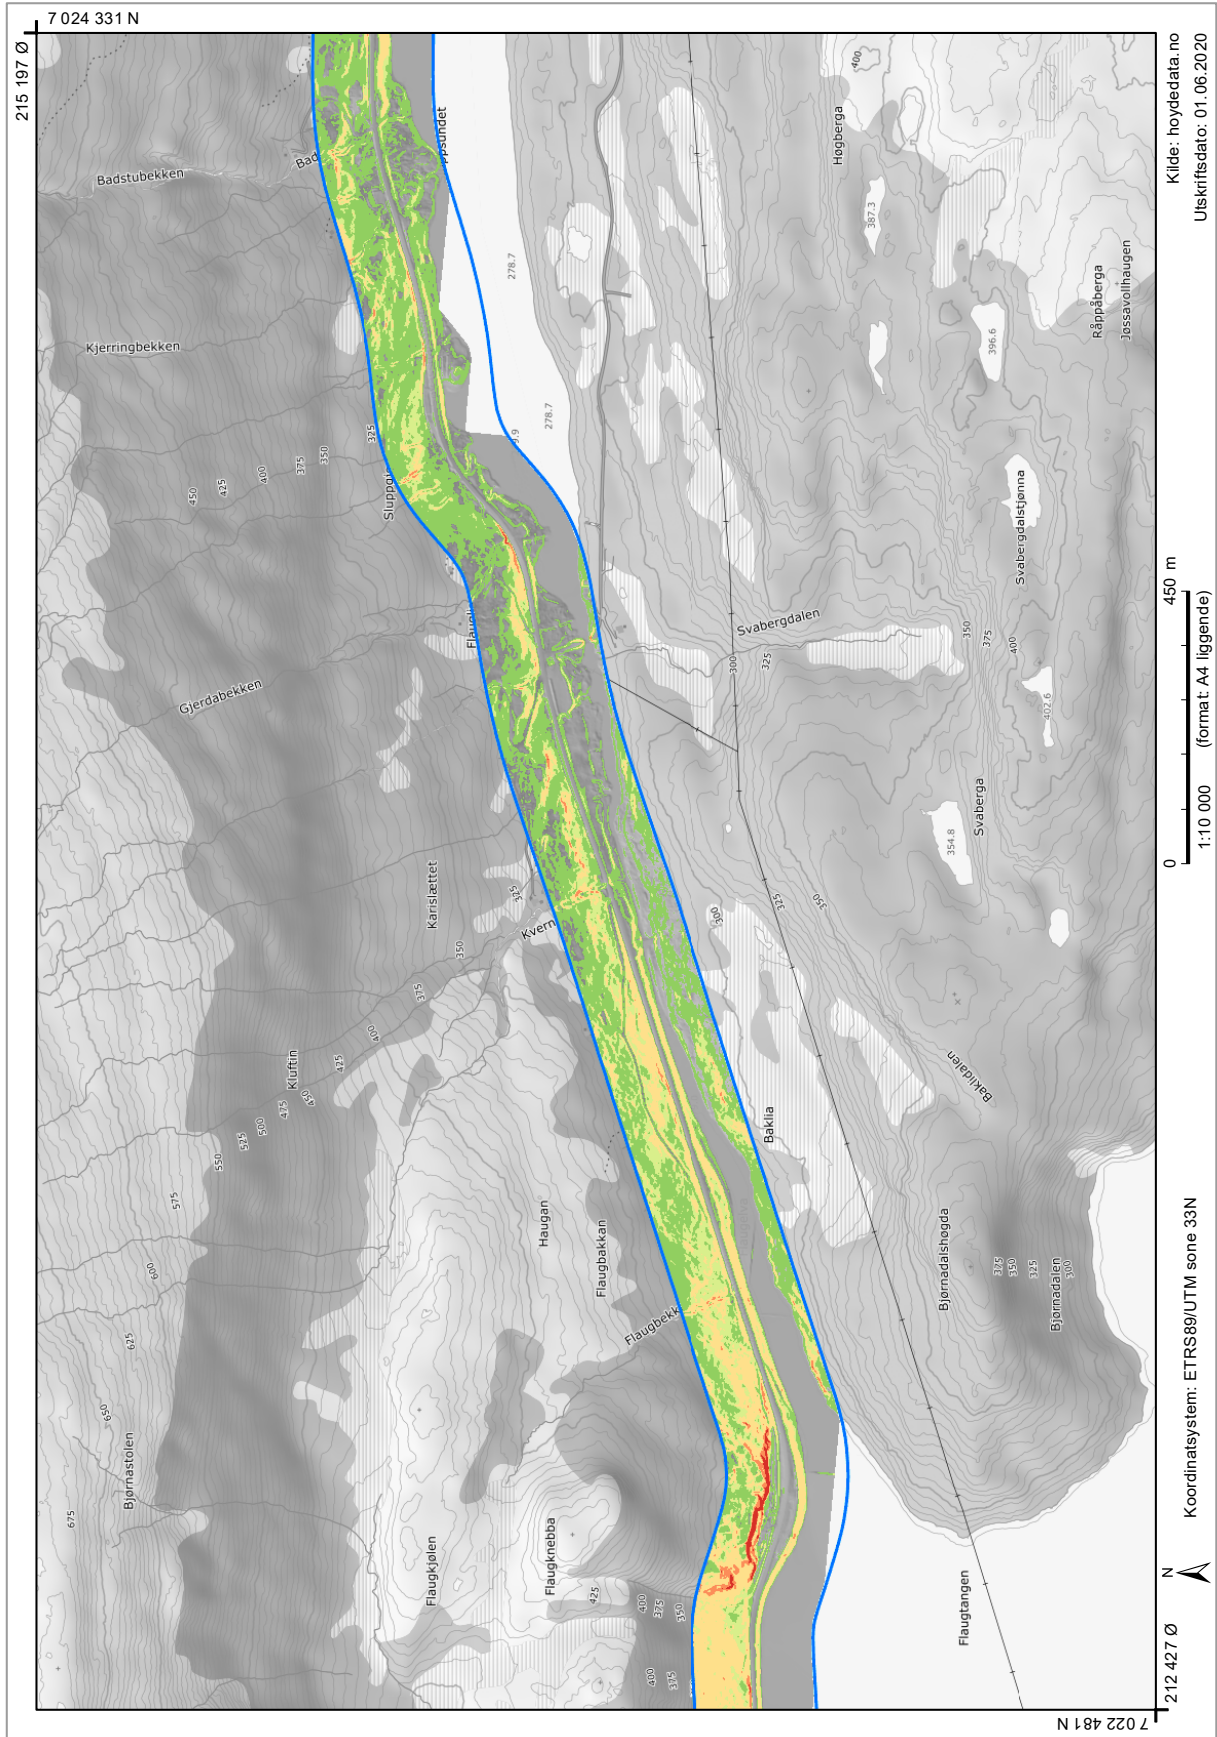 7 024 331 N
215 197 Ø
Kilde: hoydedata.no
Utskriftsdato: 01.06.2020
Badstubekken
Bad
ppsundet
400
Høgberga
387.3
278.7
Råppåberga
Jøssavollhaugen
396.6
Kjerringbekken
325
350
375
400
425
450
278.7
Svabergdalstjønna
Gjerdabekken
Svabergdalen
300
325
350
375
400
402.6
Svaberga
354.8
Karislættet
325
Kvern
350
375
400
425
450
475
500
525
550
575
600
625
650
675
Kluftin
300
325
350
Baklidalen
Baklia
Haugan
Flaugbakkan
Flaugbekk
Bjørnadalshøgda
375
350
325
300
Bjørnadalen
Bjørnastolen
Flaugkjølen
Flaugknebba
425
400
375
350
400
375
Flaugtangen
0
450 m
1:10 000 (format A4 liggende)
Koordinatsystem: ETRS89/UTM sone 33N
N
212 427 Ø
7 022 481 N